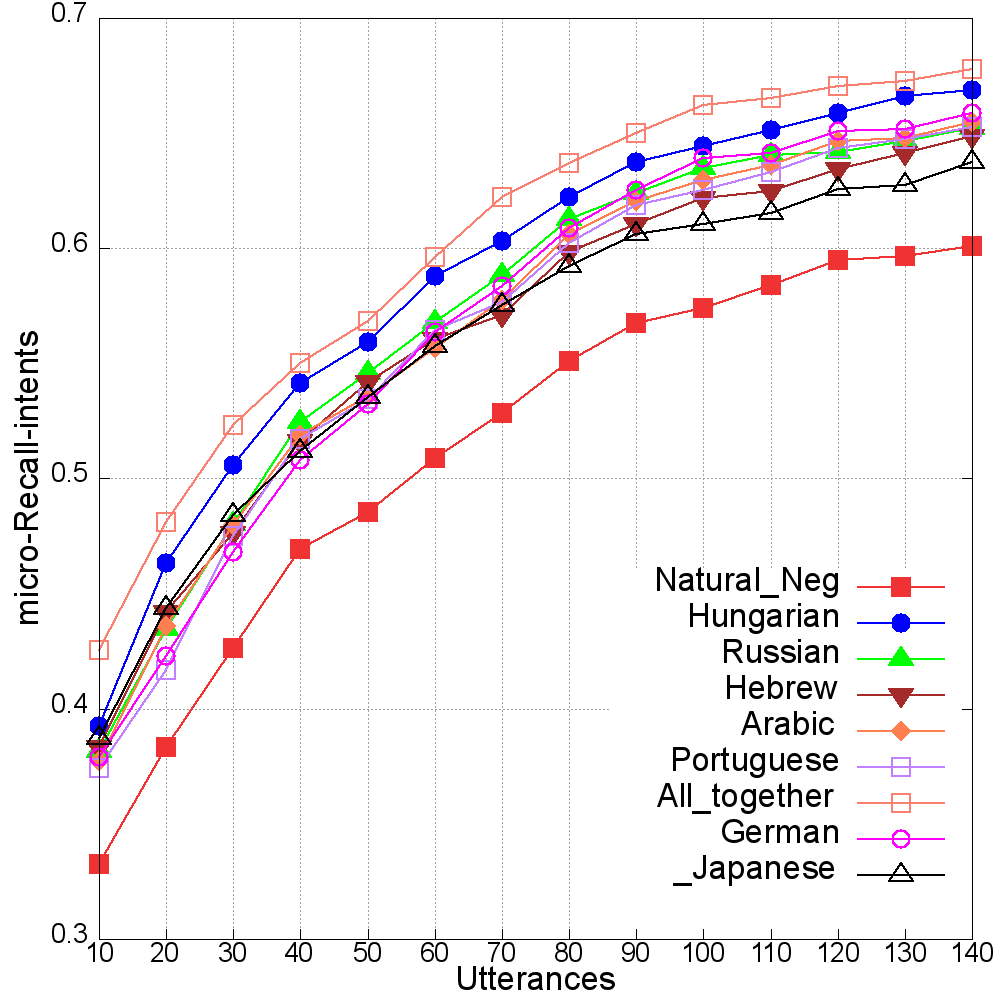 0.7
0.6
0.5
0.4
0.3
micro-Recall-intents
Natural_Neg
Hungarian
Russian
Hebrew
Arabic
Portuguese
All_together
German
_Japanese
10 20 30 40 50 60 70 80 90 100 110 120 130 140
Utterances